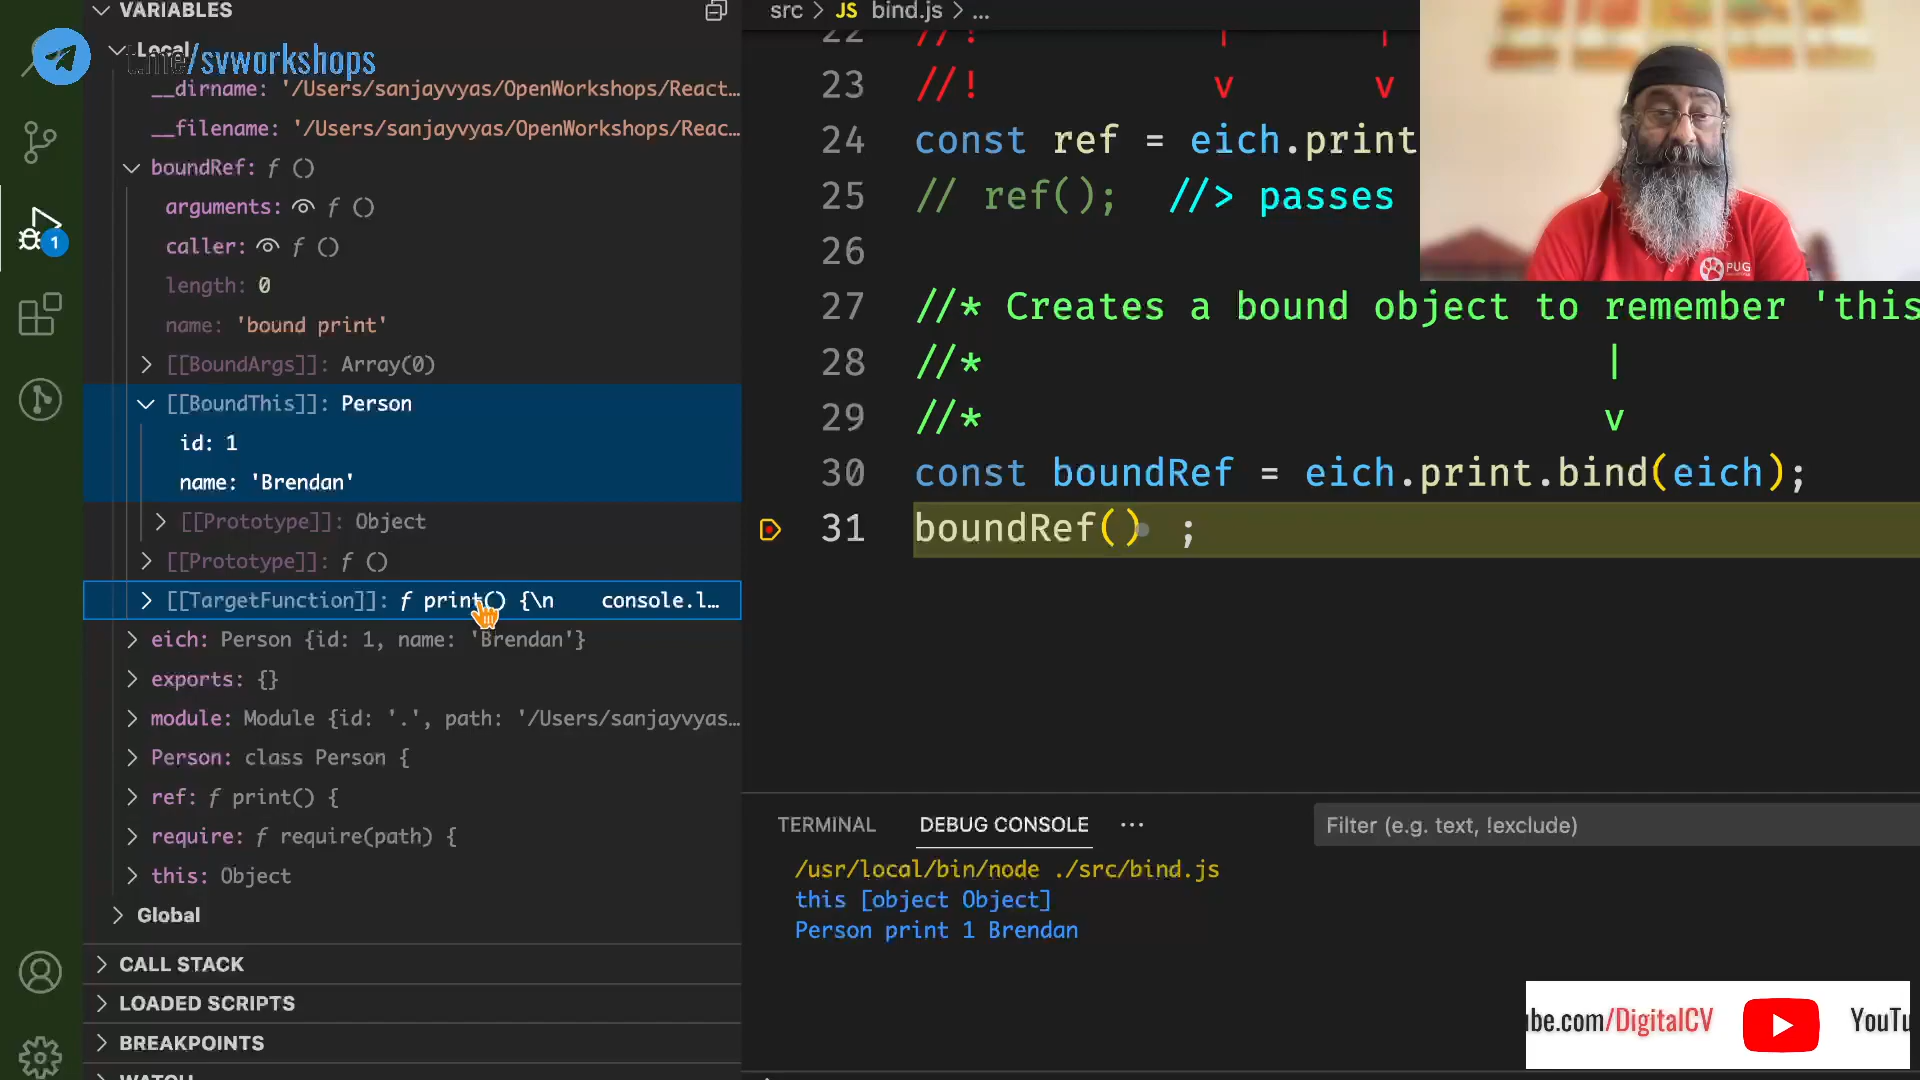 VARIABLES
Local
t.me/svworkshops
__dirname: '/Users/sanjayvyas/OpenWorkshops/React…
__filename: '/Users/sanjayvyas/OpenWorkshops/Reac…
boundRef: ƒ ()
arguments: ƒ ()
caller: ƒ ()
length: 0
name: 'bound print'
[[BoundArgs]]: Array(0)
[[BoundThis]]: Person
id: 1
name: 'Brendan'
[[Prototype]]: Object
[[Prototype]]: ƒ ()
[[TargetFunction]]: ƒ print() {\n    console.l…
eich: Person {id: 1, name: 'Brendan'}
exports: {}
module: Module {id: '.', path: '/Users/sanjayvyas…
Person: class Person {
ref: ƒ print() {
require: ƒ require(path) {
this: Object
Global
CALL STACK
LOADED SCRIPTS
BREAKPOINTS
WATCH
1
src > JS bind.js > ...
22 //! | |
23 //! v v
24 const ref = eich.print
25 // ref(); //> passes
26
27 //* Creates a bound object to remember 'this
28 //* |
29 //* v
30 const boundRef = eich.print.bind(eich);
31 boundRef() ;
PUG
TERMINAL DEBUG CONSOLE ···
Filter (e.g. text, !exclude)
/usr/local/bin/node ./src/bind.js
this [object Object]
Person print 1 Brendan
ube.com/DigitalCV YouTu